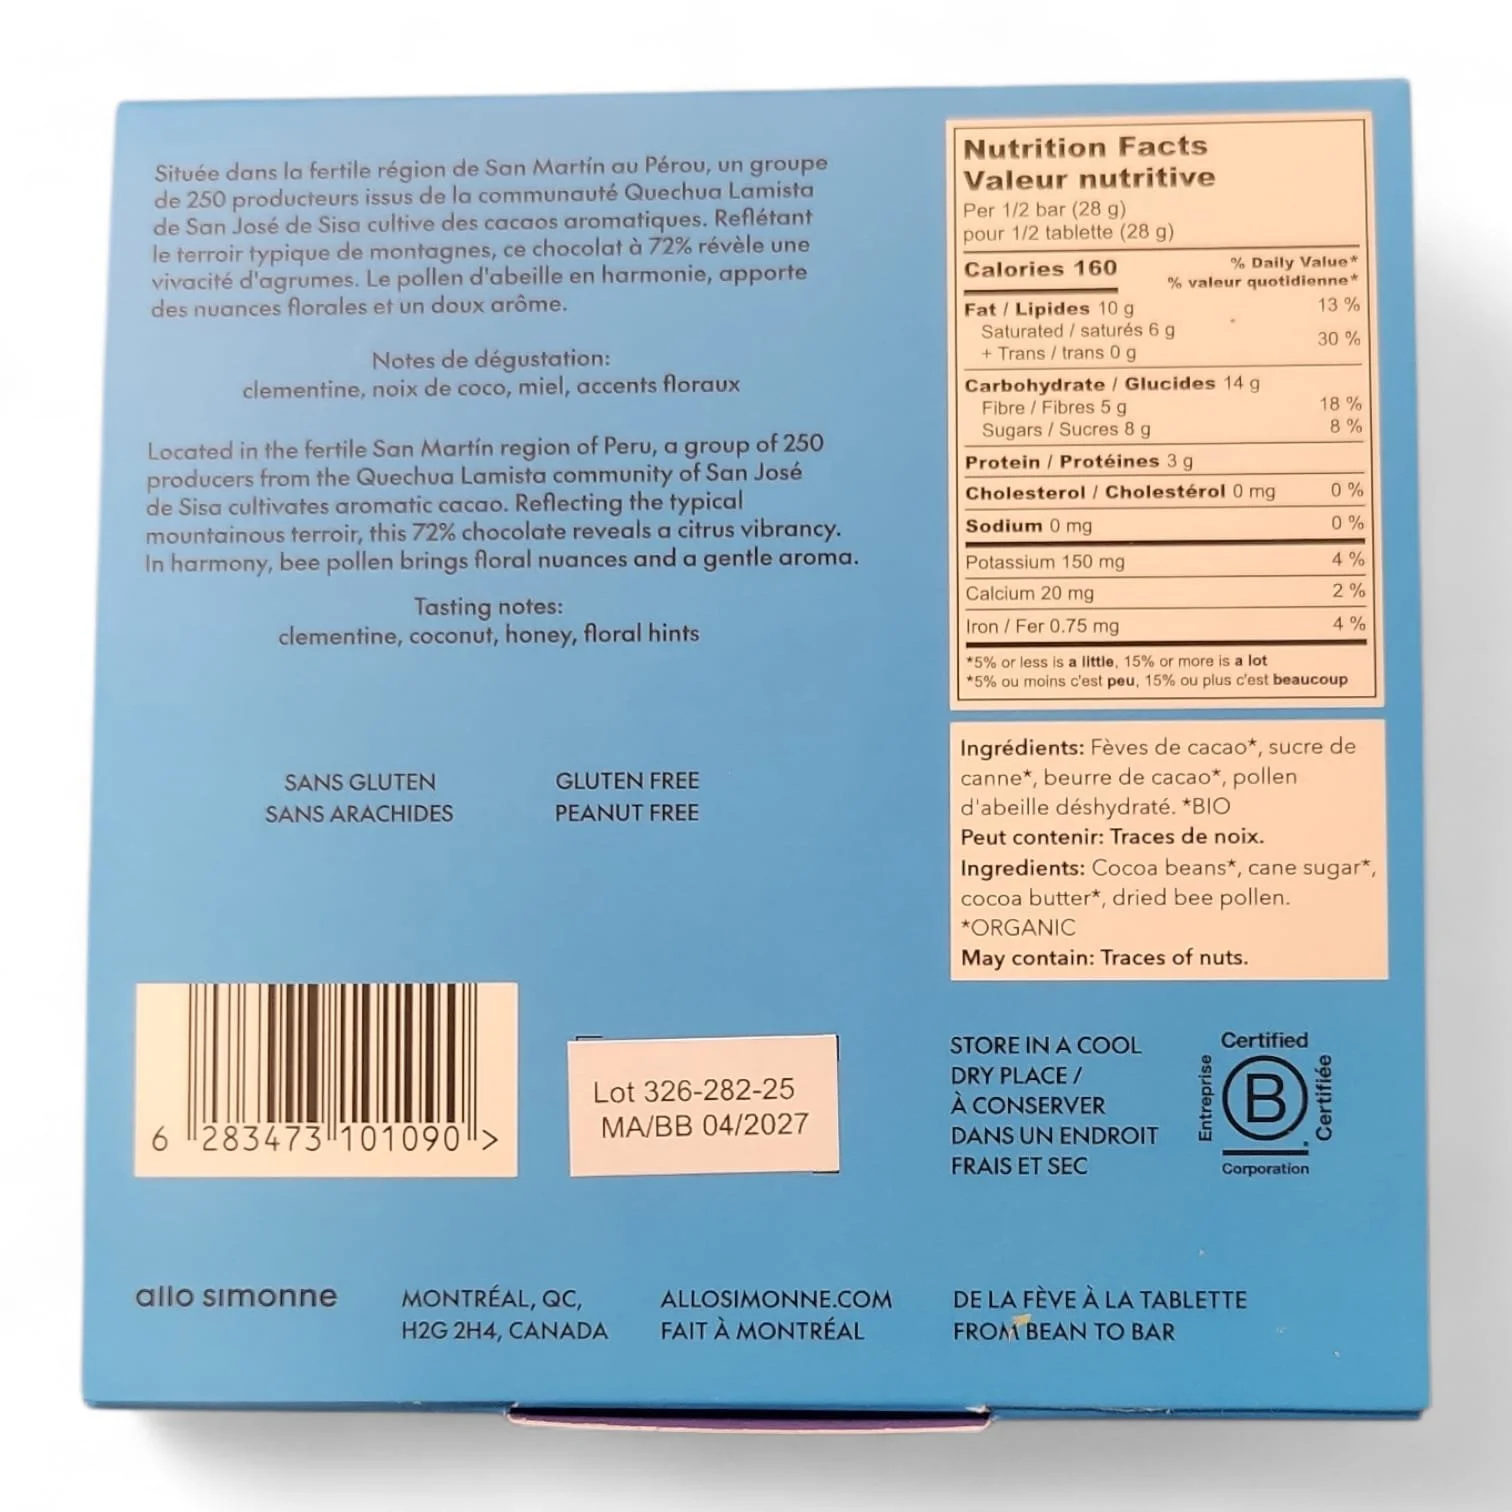 Située dans la fertile région de San Martín au Pérou, un groupe
de 250 producteurs issus de la communauté Quechua Lamista
de San José de Sisa cultive des cacaos aromatiques. Reflétant
le terroir typique de montagnes, ce chocolat à 72% révèle une
vivacité d'agrumes. Le pollen d'abeille en harmonie, apporte
des nuances florales et un doux arôme.
Notes de dégustation:
clementine, noix de coco, miel, accents floraux
Located in the fertile San Martín region of Peru, a group of 250
producers from the Quechua Lamista community of San José
de Sisa cultivates aromatic cacao. Reflecting the typical
mountainous terroir, this 72% chocolate reveals a citrus vibrancy.
In harmony, bee pollen brings floral nuances and a gentle aroma.
Tasting notes:
clementine, coconut, honey, floral hints
SANS GLUTEN
SANS ARACHIDES
GLUTEN FREE
PEANUT FREE
Nutrition Facts
Valeur nutritive
Per 1/2 bar (28 g)
pour 1/2 tablette (28 g)
Calories 160
% Daily Value*
% valeur quotidienne*
Fat / Lipides 10 g 13 %
Saturated / saturés 6 g
+ Trans / trans 0 g
30 %
Carbohydrate / Glucides 14 g
Fibre / Fibres 5 g 18 %
Sugars / Sucres 8 g 8 %
Protein / Protéines 3 g
Cholesterol / Cholestérol 0 mg 0 %
Sodium 0 mg 0 %
Potassium 150 mg 4 %
Calcium 20 mg 2 %
Iron / Fer 0.75 mg 4 %
*5% or less is a little, 15% or more is a lot
*5% ou moins c'est peu, 15% ou plus c'est beaucoup
Ingrédients: Fèves de cacao*, sucre de
canne*, beurre de cacao*, pollen
d'abeille déshydraté. *BIO
Peut contenir: Traces de noix.
Ingredients: Cocoa beans*, cane sugar*,
cocoa butter*, dried bee pollen.
*ORGANIC
May contain: Traces of nuts.
6 283473 101090 >
Lot 326-282-25
MA/BB 04/2027
STORE IN A COOL
DRY PLACE /
À CONSERVER
DANS UN ENDROIT
FRAIS ET SEC
Certified
Entreprise
B
Certifiée
Corporation
allo simonne
MONTRÉAL, QC,
H2G 2H4, CANADA
ALLOSIMONNE.COM
FAIT À MONTRÉAL
DE LA FÈVE À LA TABLETTE
FROM BEAN TO BAR